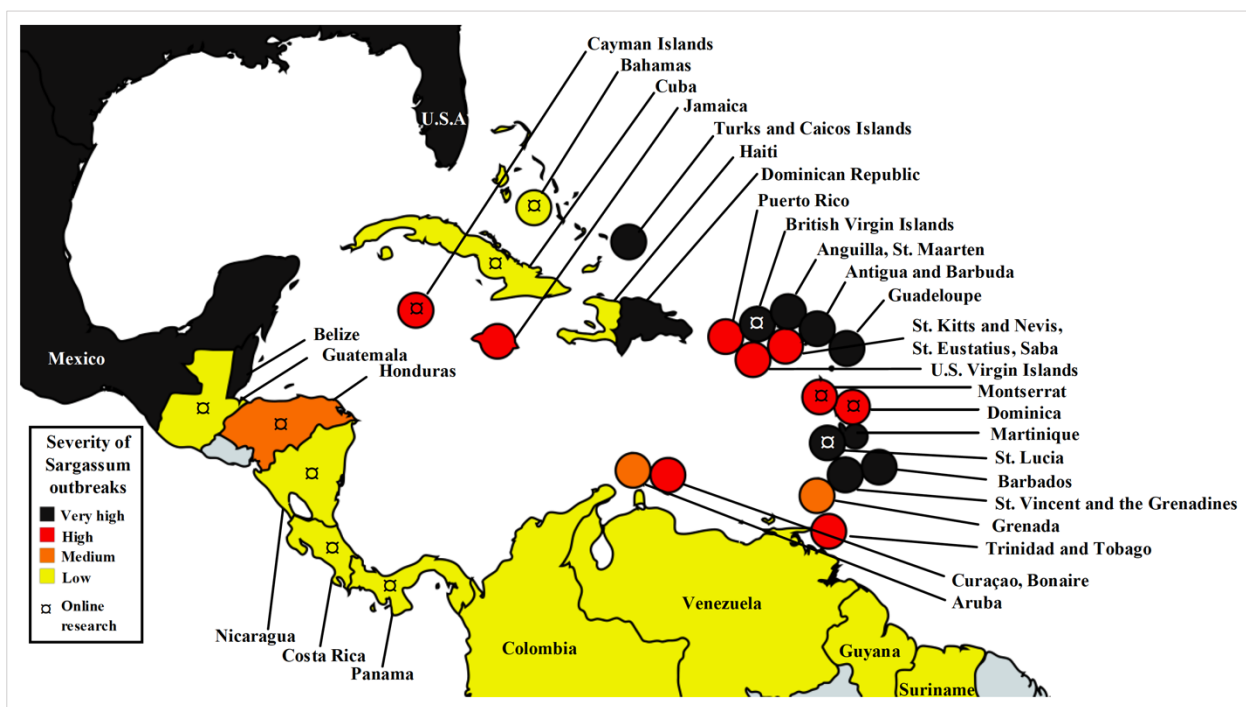 Cayman Islands
Bahamas
Cuba
Jamaica
Turks and Caicos Islands
Haiti
Dominican Republic
Puerto Rico
British Virgin Islands
Anguilla, St. Maarten
Antigua and Barbuda
Guadeloupe
St. Kitts and Nevis,
St. Eustatius, Saba
U.S. Virgin Islands
Montserrat
Dominica
Martinique
St. Lucia
Barbados
St. Vincent and the Grenadines
Grenada
Trinidad and Tobago
Curaçao, Bonaire
Aruba
U.S.A
Mexico
Belize
Guatemala
Honduras
Severity of
Sargassum
outbreaks
Very high
High
Medium
Low
¤ Online
research
Nicaragua
Costa Rica
Panama
Colombia
Venezuela
Guyana
Suriname